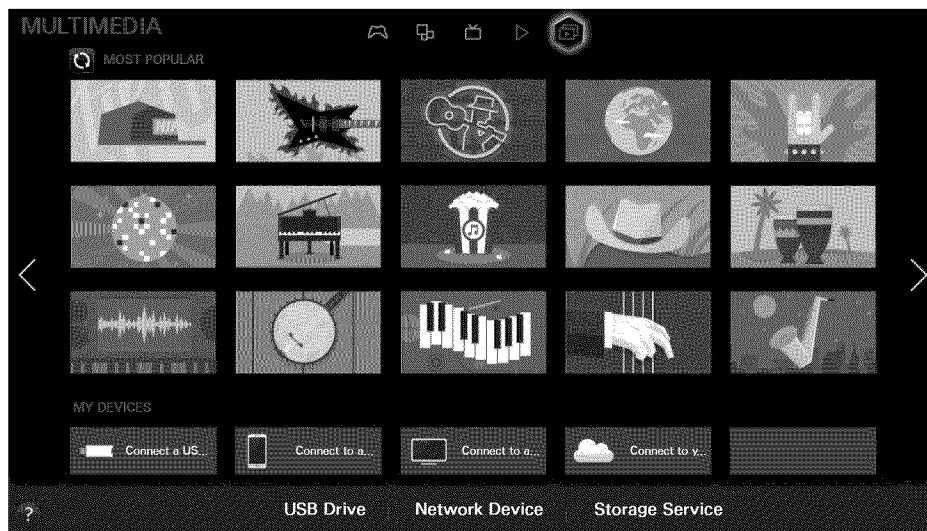 MULTIMEDIA
MOST POPULAR
MY DEVICES
Connect a US...
Connect to a...
Connect to a...
Connect to y...
?
USB Drive
Network Device
Storage Service